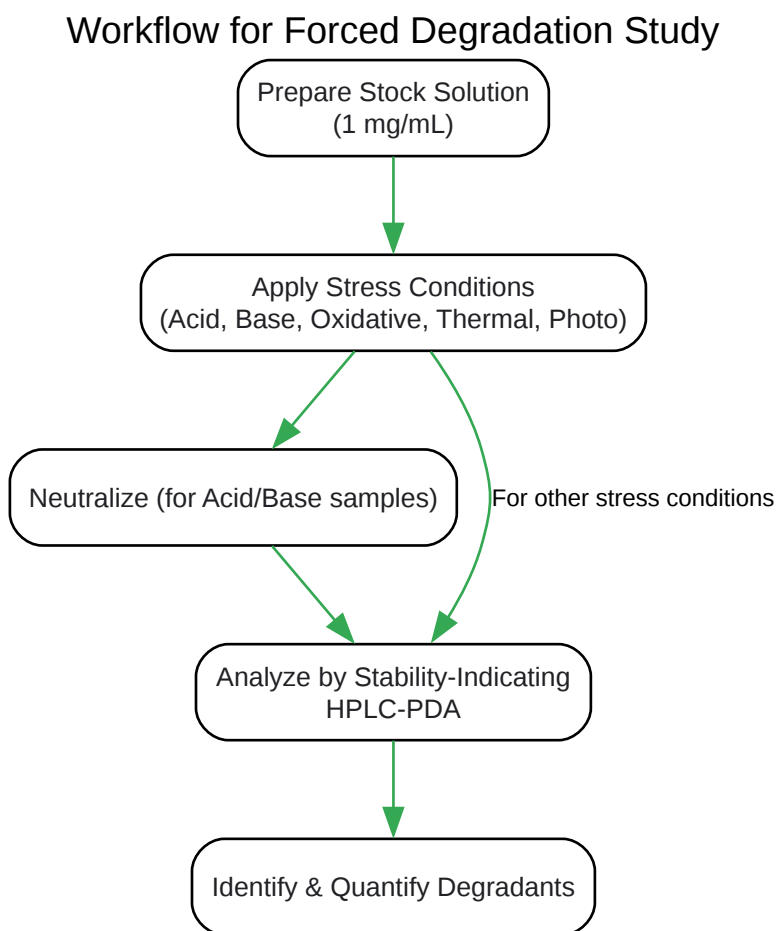 Workflow for Forced Degradation Study
Prepare Stock Solution
(1 mg/mL)
Apply Stress Conditions
(Acid, Base, Oxidative, Thermal, Photo)
Neutralize (for Acid/Base samples)
For other stress conditions
Analyze by Stability-Indicating
HPLC-PDA
Identify & Quantify Degradants